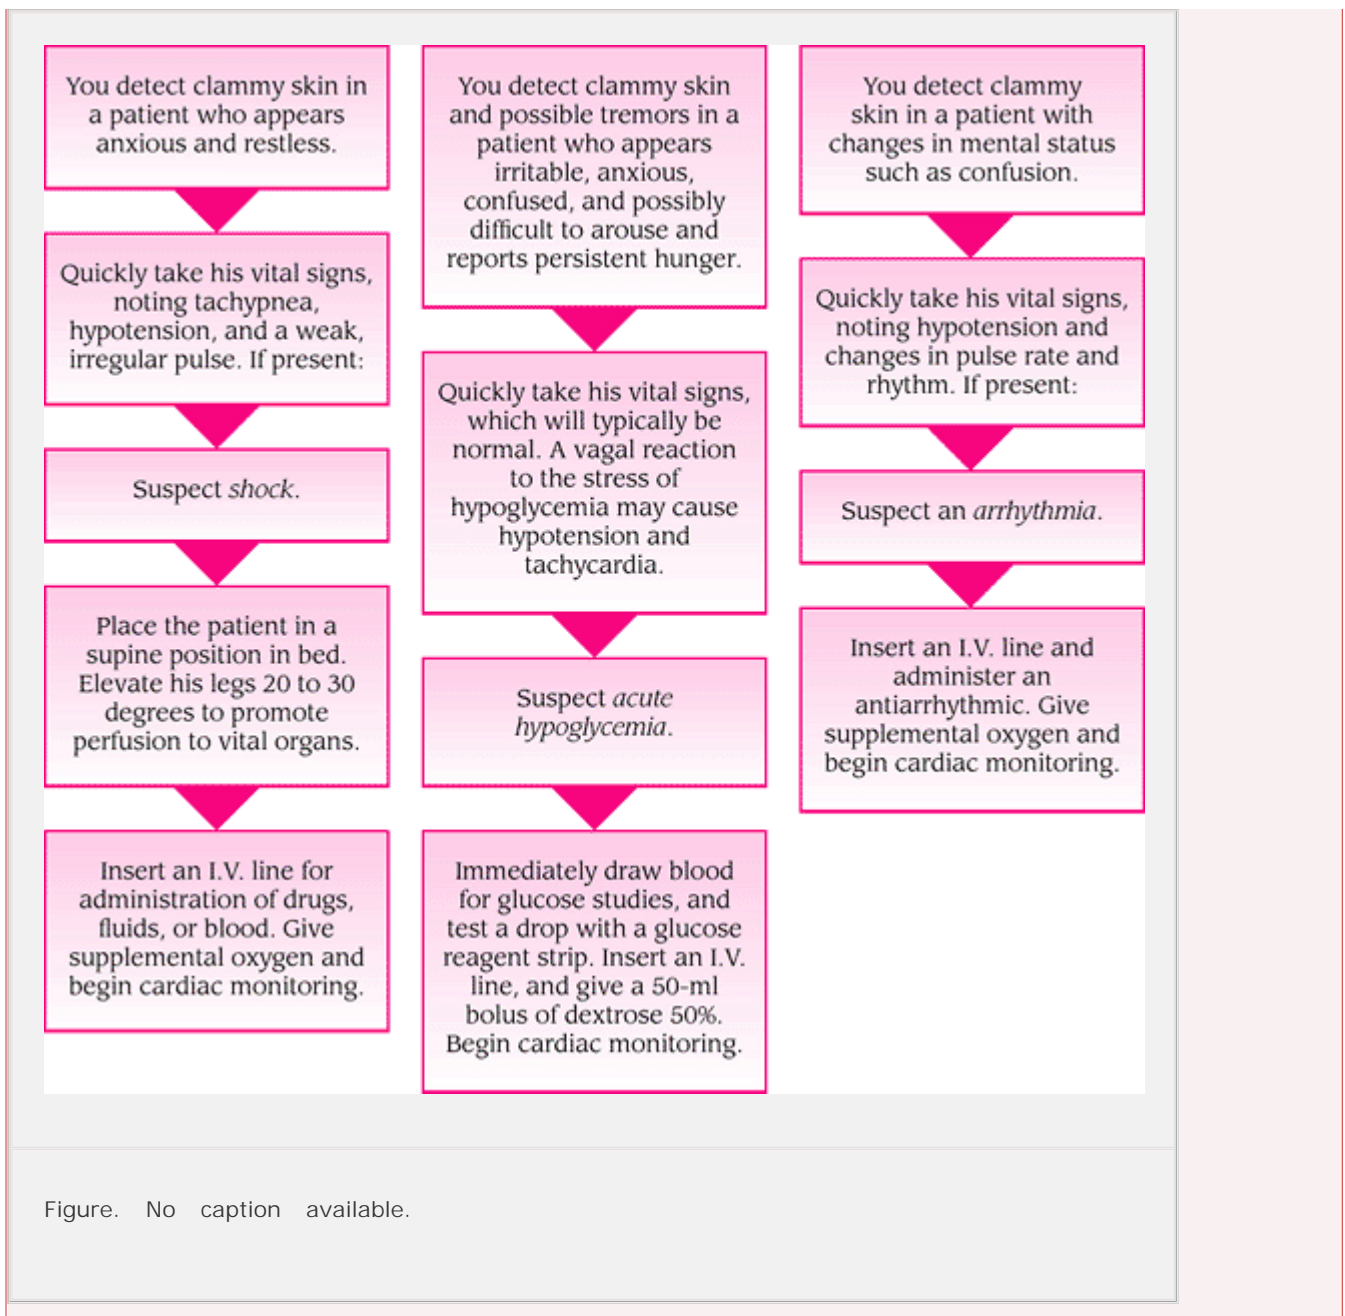 You detect clammy skin in
a patient who appears
anxious and restless.
Quickly take his vital signs,
noting tachypnea,
hypotension, and a weak,
irregular pulse. If present:
Suspect shock.
Place the patient in a
supine position in bed.
Elevate his legs 20 to 30
degrees to promote
perfusion to vital organs.
Insert an I.V. line for
administration of drugs,
fluids, or blood. Give
supplemental oxygen and
begin cardiac monitoring.
You detect clammy skin
and possible tremors in a
patient who appears
irritable, anxious,
confused, and possibly
difficult to arouse and
reports persistent hunger.
Quickly take his vital signs,
which will typically be
normal. A vagal reaction
to the stress of
hypoglycemia may cause
hypotension and
tachycardia.
Suspect acute
hypoglycemia.
Immediately draw blood
for glucose studies, and
test a drop with a glucose
reagent strip. Insert an I.V.
line, and give a 50-ml
bolus of dextrose 50%.
Begin cardiac monitoring.
You detect clammy
skin in a patient with
changes in mental status
such as confusion.
Quickly take his vital signs,
noting hypotension and
changes in pulse rate and
rhythm. If present:
Suspect an arrhythmia.
Insert an I.V. line and
administer an
antiarrhythmic. Give
supplemental oxygen and
begin cardiac monitoring.
Figure. No caption available.